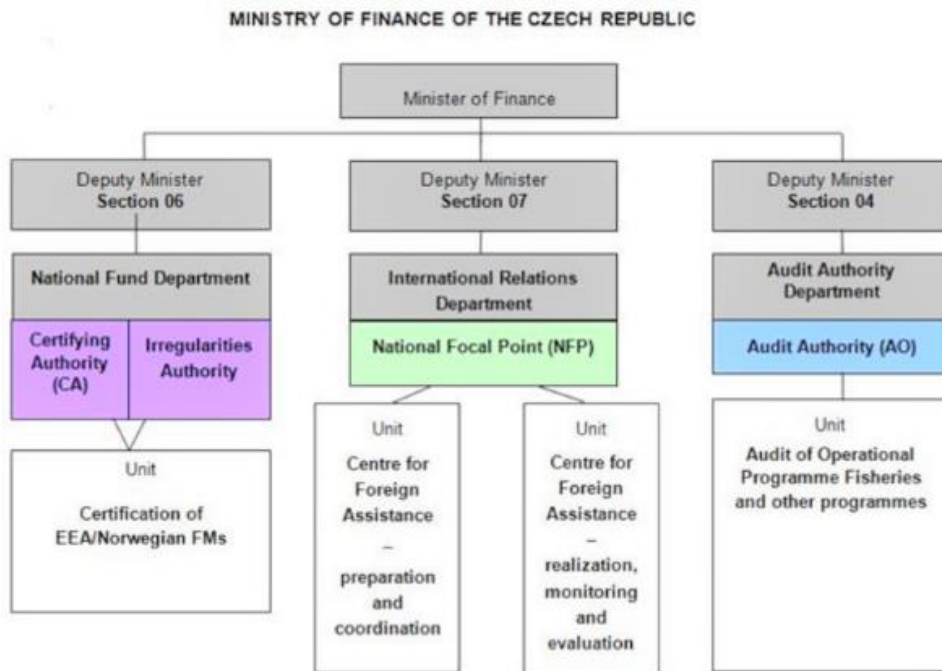 MINISTRY OF FINANCE OF THE CZECH REPUBLIC
Minister of Finance
Deputy Minister
Section 06
Deputy Minister
Section 07
Deputy Minister
Section 04
National Fund Department
International Relations
Department
Audit Authority
Department
Certifying
Authority
(CA)
Irregularities
Authority
National Focal Point (NFP)
Audit Authority (AO)
Unit
Certification of
EEA/Norwegian FMs
Unit
Centre for
Foreign
Assistance
–
preparation
and
coordination
Unit
Centre for
Foreign
Assistance
–
realization,
monitoring
and
evaluation
Unit
Audit of Operational
Programme Fisheries
and other programmes